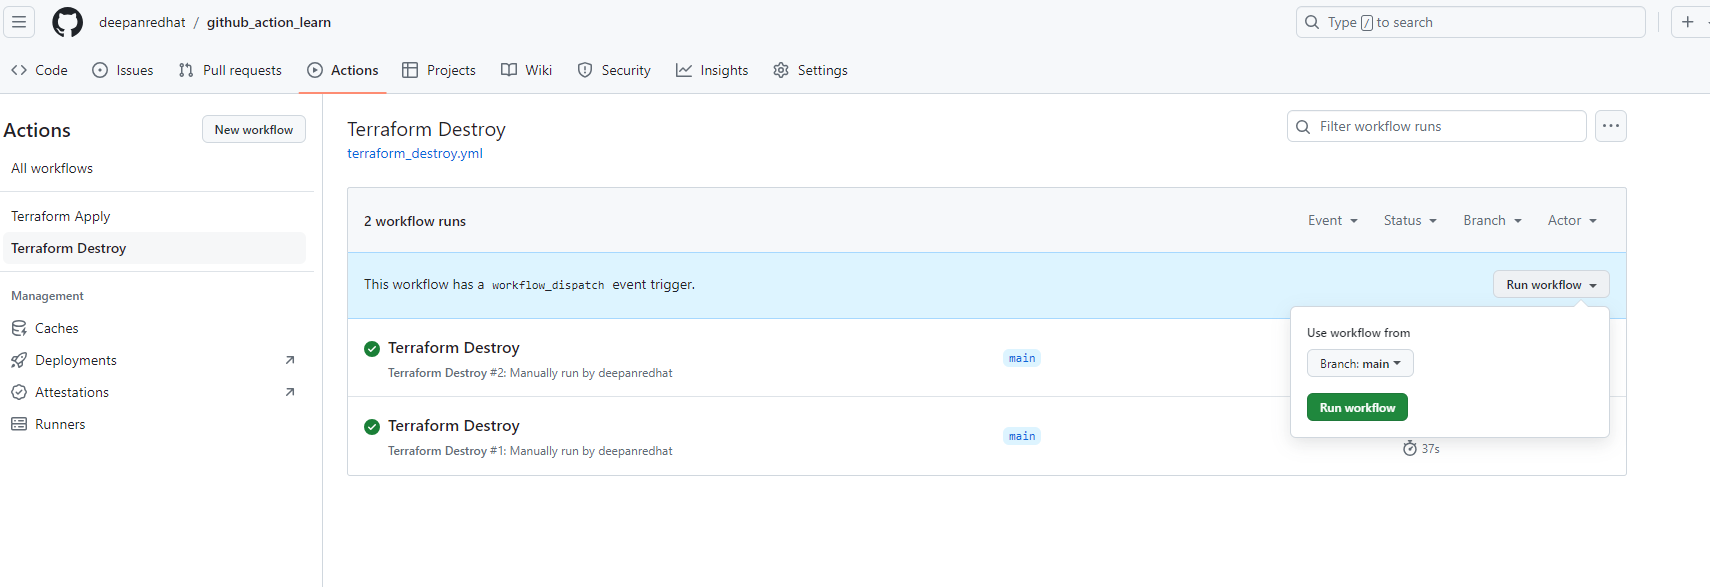 deepanredhat / github_action_learn
Type / to search
Code Issues Pull requests Actions Projects Wiki Security Insights Settings
Actions
New workflow
All workflows
Terraform Apply
Terraform Destroy
Management
Caches
Deployments
Attestations
Runners
Terraform Destroy
terraform_destroy.yml
Filter workflow runs
2 workflow runs
Event Status Branch Actor
This workflow has a workflow_dispatch event trigger.
Run workflow
Use workflow from
Branch: main
Run workflow
Terraform Destroy
Terraform Destroy #2: Manually run by deepanredhat
main
Terraform Destroy
Terraform Destroy #1: Manually run by deepanredhat
main
37s